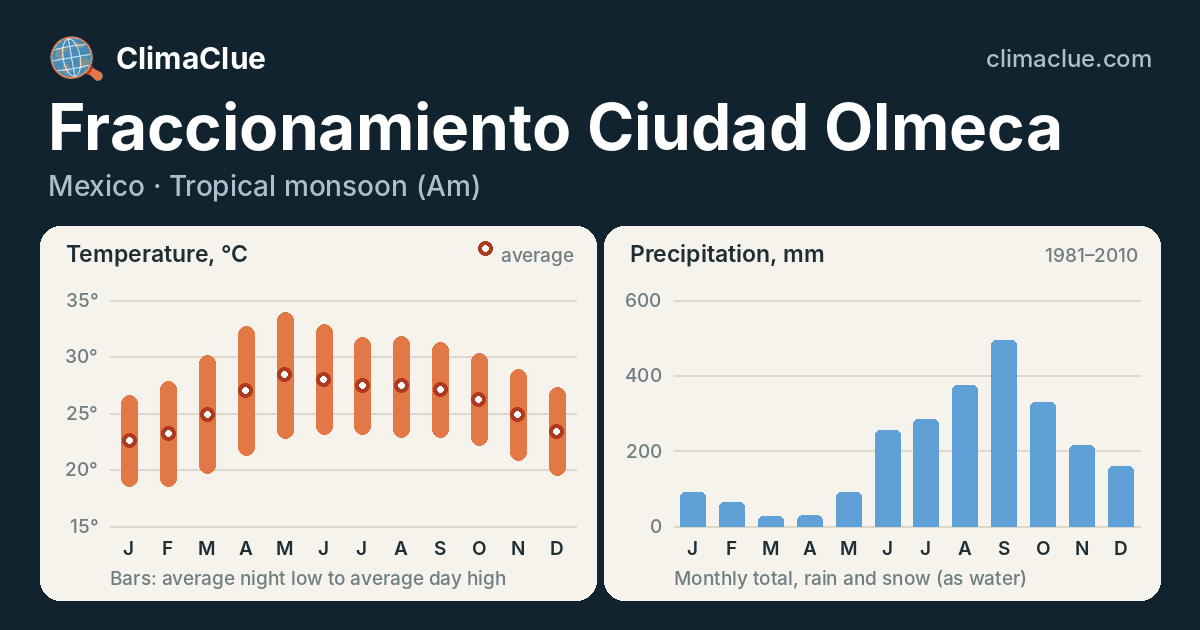 ClimaClue
climaclue.com
Fraccionamiento Ciudad Olmeca
Mexico · Tropical monsoon (Am)
Temperature, °C
average
35°
30°
25°
20°
15°
J F M A M J J A S O N D
Bars: average night low to average day high
Precipitation, mm
1981–2010
600
400
200
0
J F M A M J J A S O N D
Monthly total, rain and snow (as water)